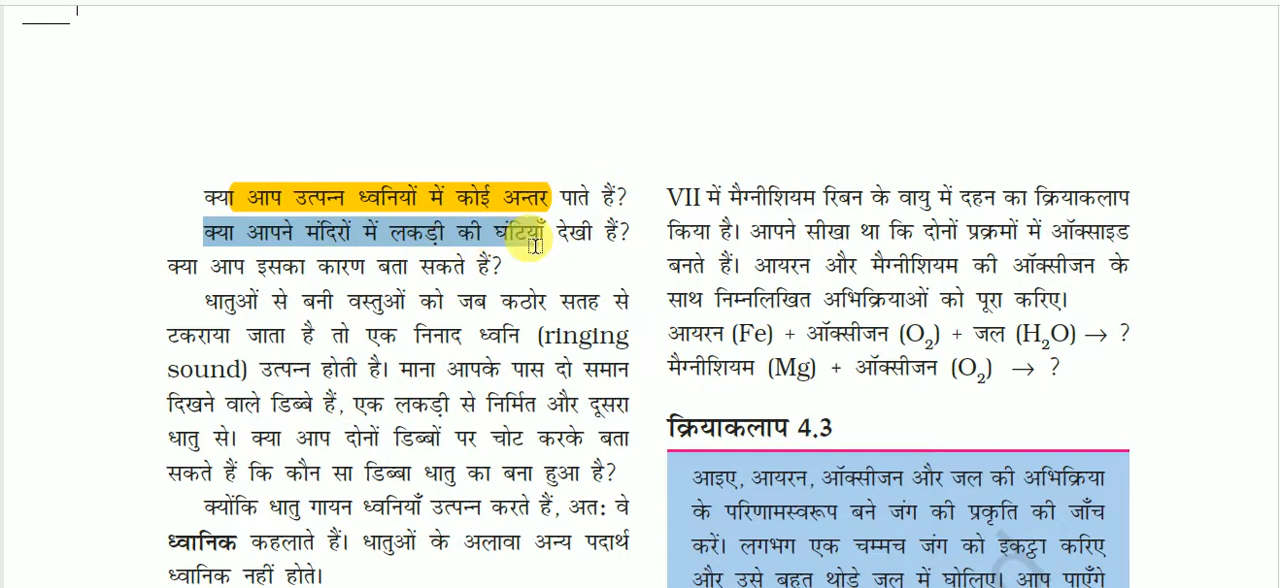 क्या आप उत्पन्न ध्वनियों में कोई अन्तर पाते हैं?
क्या आपने मंदिरों में लकड़ी की घंटियाँ देखी हैं?
क्या आप इसका कारण बता सकते हैं?
धातुओं से बनी वस्तुओं को जब कठोर सतह से
टकराया जाता है तो एक निनाद ध्वनि (ringing
sound) उत्पन्न होती है। माना आपके पास दो समान
दिखने वाले डिब्बे हैं, एक लकड़ी से निर्मित और दूसरा
धातु से। क्या आप दोनों डिब्बों पर चोट करके बता
सकते हैं कि कौन सा डिब्बा धातु का बना हुआ है?
क्योंकि धातु गायन ध्वनियाँ उत्पन्न करते हैं, अत: वे
ध्वानिक कहलाते हैं। धातुओं के अलावा अन्य पदार्थ
ध्वानिक नहीं होते।
VII में मैग्नीशियम रिबन के वायु में दहन का क्रियाकलाप
किया है। आपने सीखा था कि दोनों प्रक्रमों में ऑक्साइड
बनते हैं। आयरन और मैग्नीशियम की ऑक्सीजन के
साथ निम्नलिखित अभिक्रियाओं को पूरा करिए।
आयरन (Fe) + ऑक्सीजन (O₂) + जल (H₂O) → ?
मैग्नीशियम (Mg) + ऑक्सीजन (O₂) → ?
क्रियाकलाप 4.3
आइए, आयरन, ऑक्सीजन और जल की अभिक्रिया
के परिणामस्वरूप बने जंग की प्रकृति की जाँच
करें। लगभग एक चम्मच जंग को इकट्ठा करिए
और उसे बहुत थोड़े जल में घोलिए। आप पाएँगे